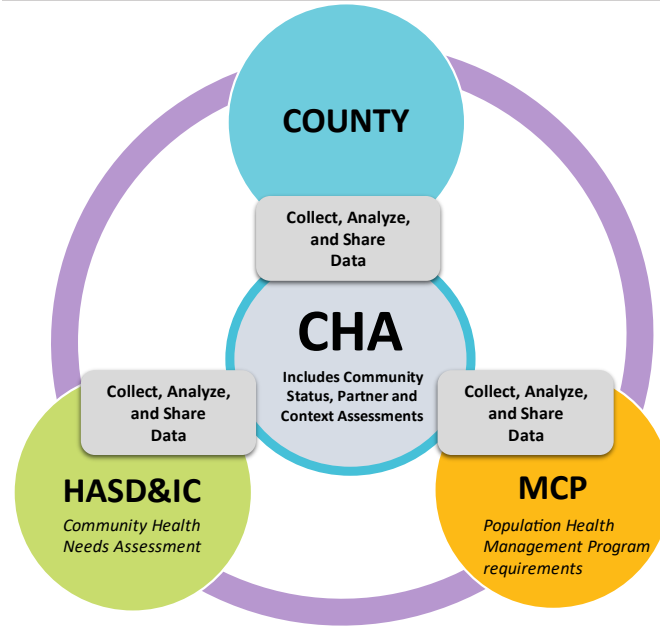 COUNTY
Collect, Analyze,
and Share
Data
CHA
Includes Community
Status, Partner and
Context Assessments
Collect, Analyze,
and Share
Data
HASD&IC
Community Health
Needs Assessment
Collect, Analyze,
and Share
Data
MCP
Population Health
Management Program
requirements